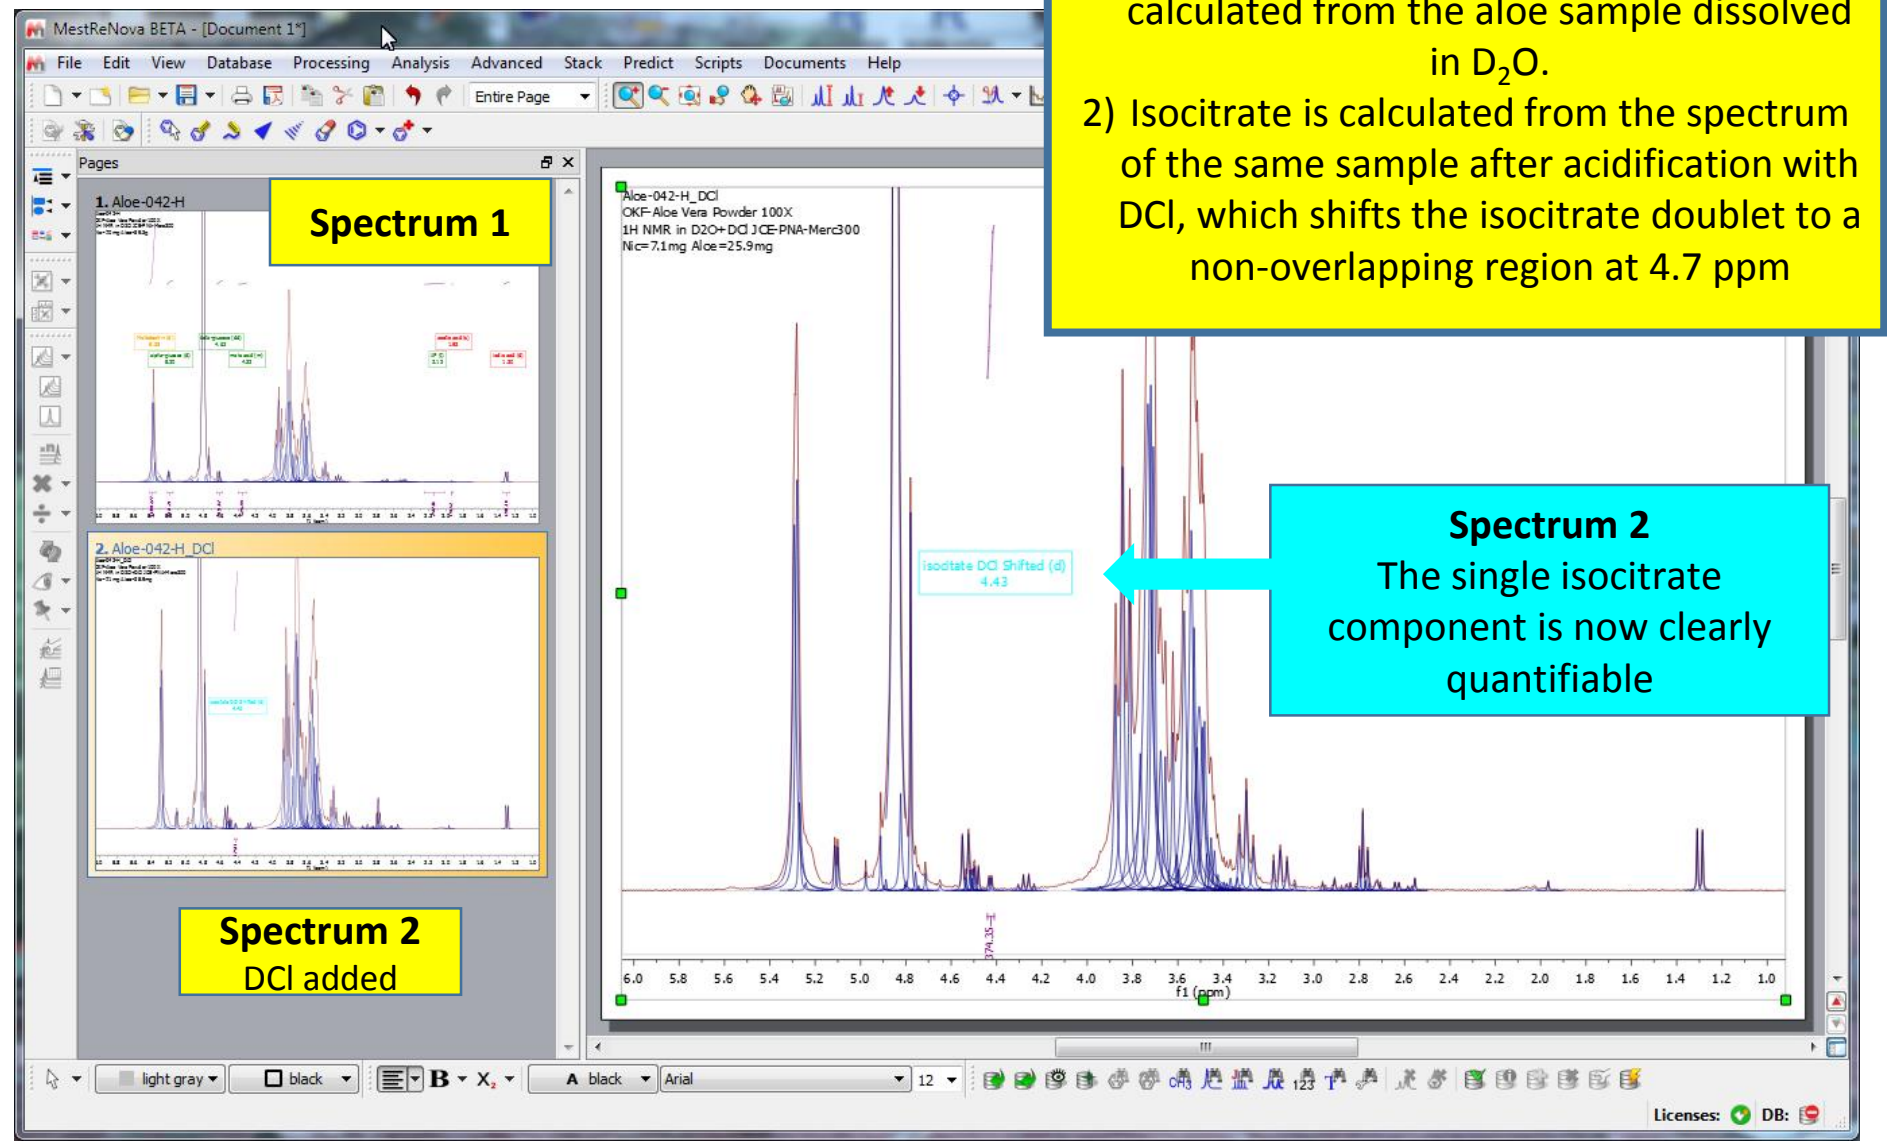 MestReNova BETA - [Document 1*]
File Edit View Database Processing Analysis Advanced Stack Predict Scripts Documents Help
Entire Page
calculated from the aloe sample dissolved
in D₂O.
2) Isocitrate is calculated from the spectrum
of the same sample after acidification with
DCl, which shifts the isocitrate doublet to a
non-overlapping region at 4.7 ppm
Pages
1. Aloe-042-H
Spectrum 1
2. Aloe-042-H_DCl
Spectrum 2
DCl added
Aloe-042-H_DCl
OKF-Aloe Vera Powder 100X
1H NMR in D2O+DCl JCE-PNA-Merc300
Nic=7.1mg Aloe=25.9mg
isocitate DCl Shifted (d)
4.43
Spectrum 2
The single isocitrate
component is now clearly
quantifiable
374.35
6.0 5.8 5.6 5.4 5.2 5.0 4.8 4.6 4.4 4.2 4.0 3.8 3.6 3.4 3.2 3.0 2.8 2.6 2.4 2.2 2.0 1.8 1.6 1.4 1.2 1.0
f1 (ppm)
light gray black B X₂ A black Arial 12
Licenses: DB: